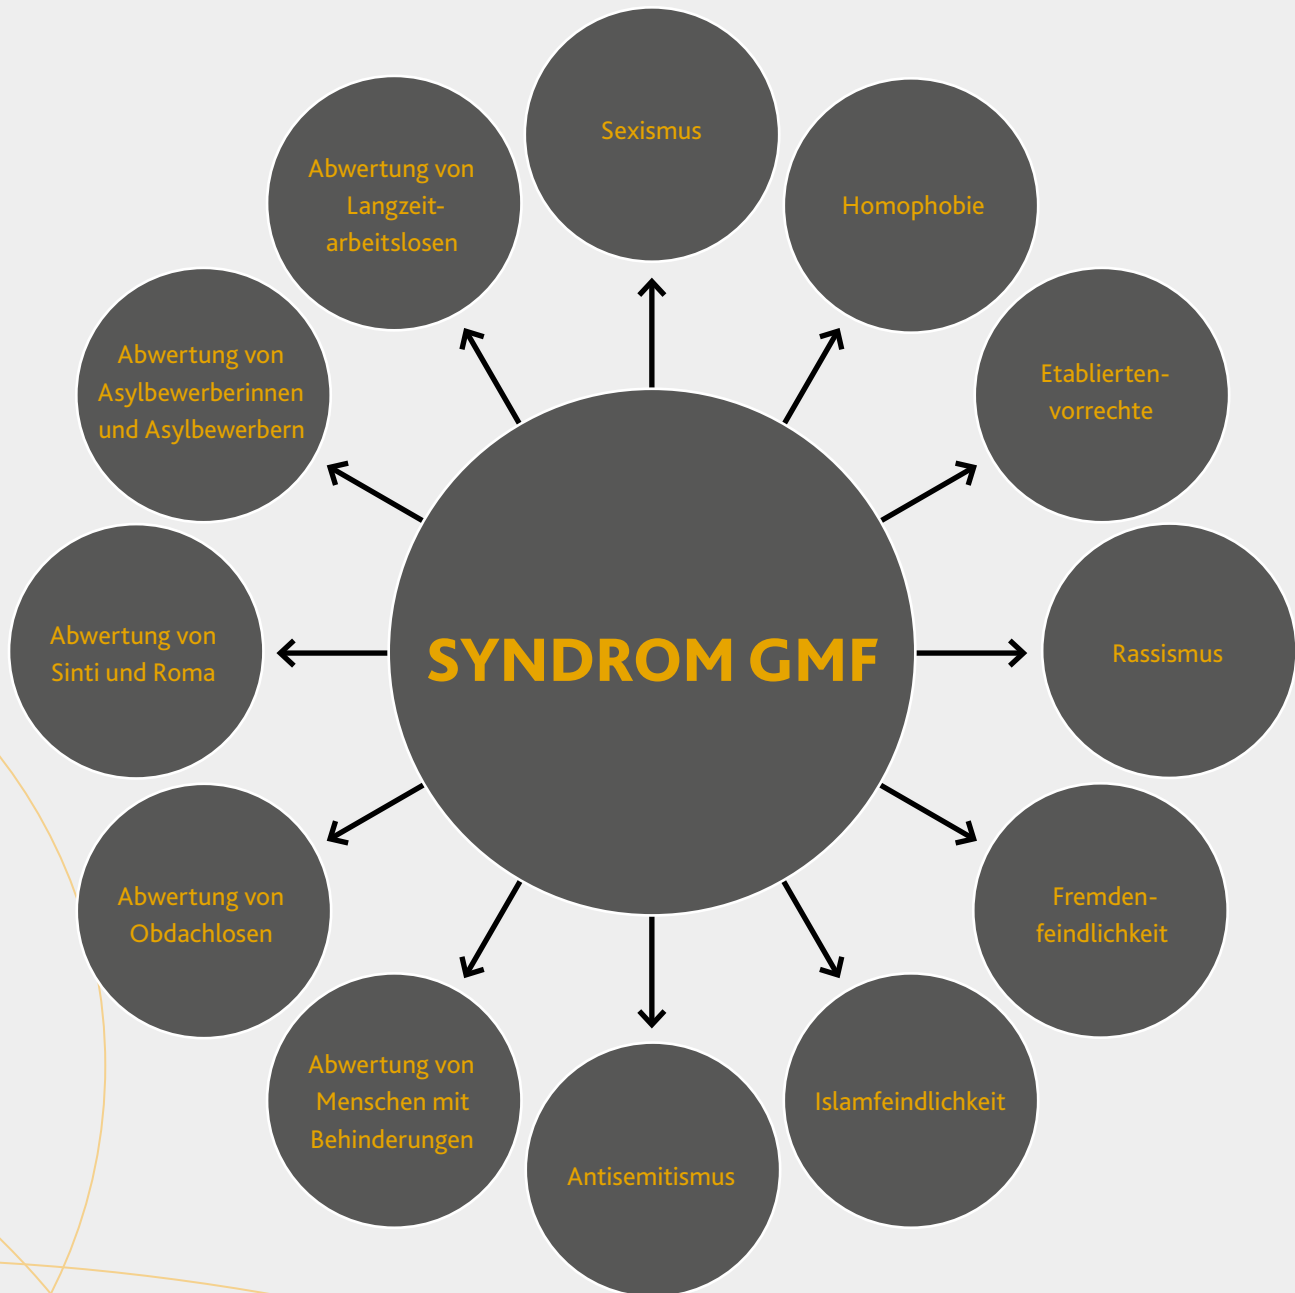 Sexismus
Homophobie
Etablierten-
vorrechte
Rassismus
Fremden-
feindlichkeit
Islamfeindlichkeit
Antisemitismus
Abwertung von
Menschen mit
Behinderungen
Abwertung von
Obdachlosen
Abwertung von
Sinti und Roma
Abwertung von
Asylbewerberinnen
und Asylbewerbern
Abwertung von
Langzeit-
arbeitslosen
SYNDROM GMF